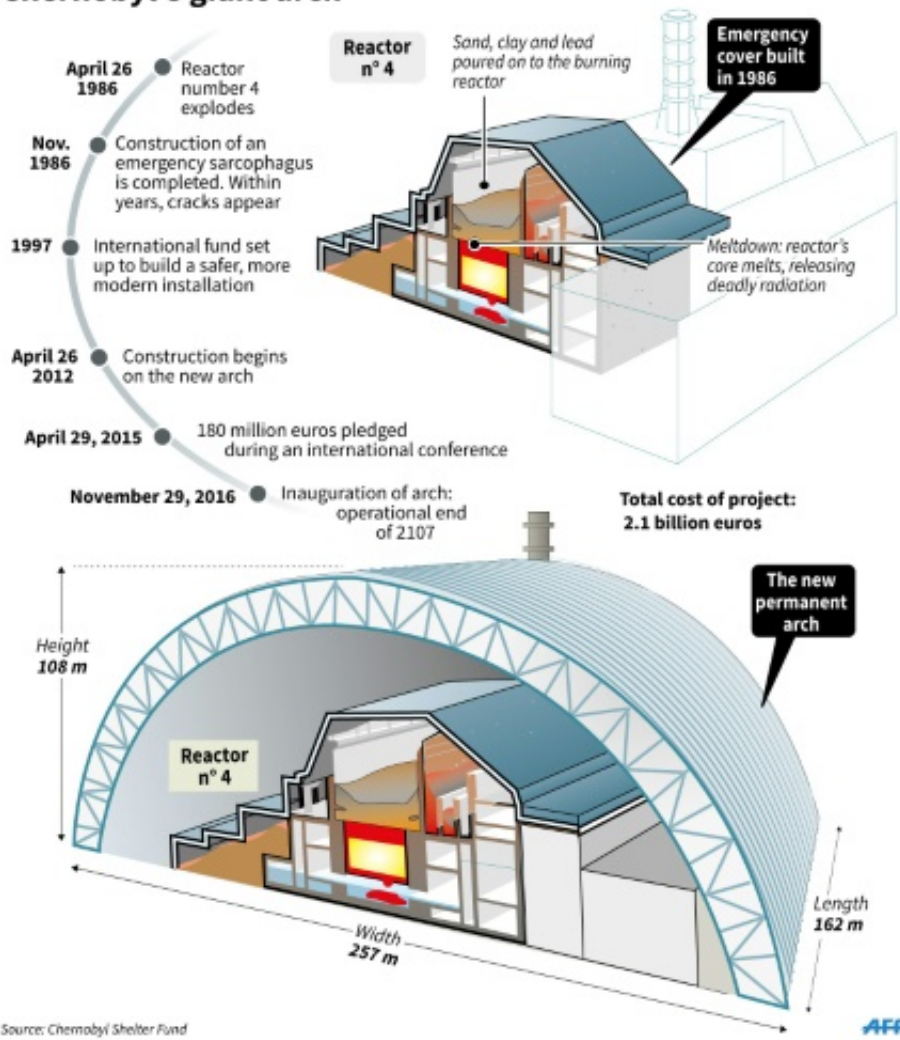 Chernobyl's giant arch
April 26
1986
Reactor
number 4
explodes
Nov.
1986
Construction of an
emergency sarcophagus
is completed. Within
years, cracks appear
1997
International fund set
up to build a safer, more
modern installation
April 26
2012
Construction begins
on the new arch
April 29, 2015
180 million euros pledged
during an international conference
November 29, 2016
Inauguration of arch:
operational end
of 2107
Reactor
n° 4
Sand, clay and lead
poured on to the burning
reactor
Emergency
cover built
in 1986
Meltdown: reactor's
core melts, releasing
deadly radiation
Total cost of project:
2.1 billion euros
The new
permanent
arch
Height
108 m
Reactor
n° 4
Width
257 m
Length
162 m
Source: Chernobyl Shelter Fund
AFP